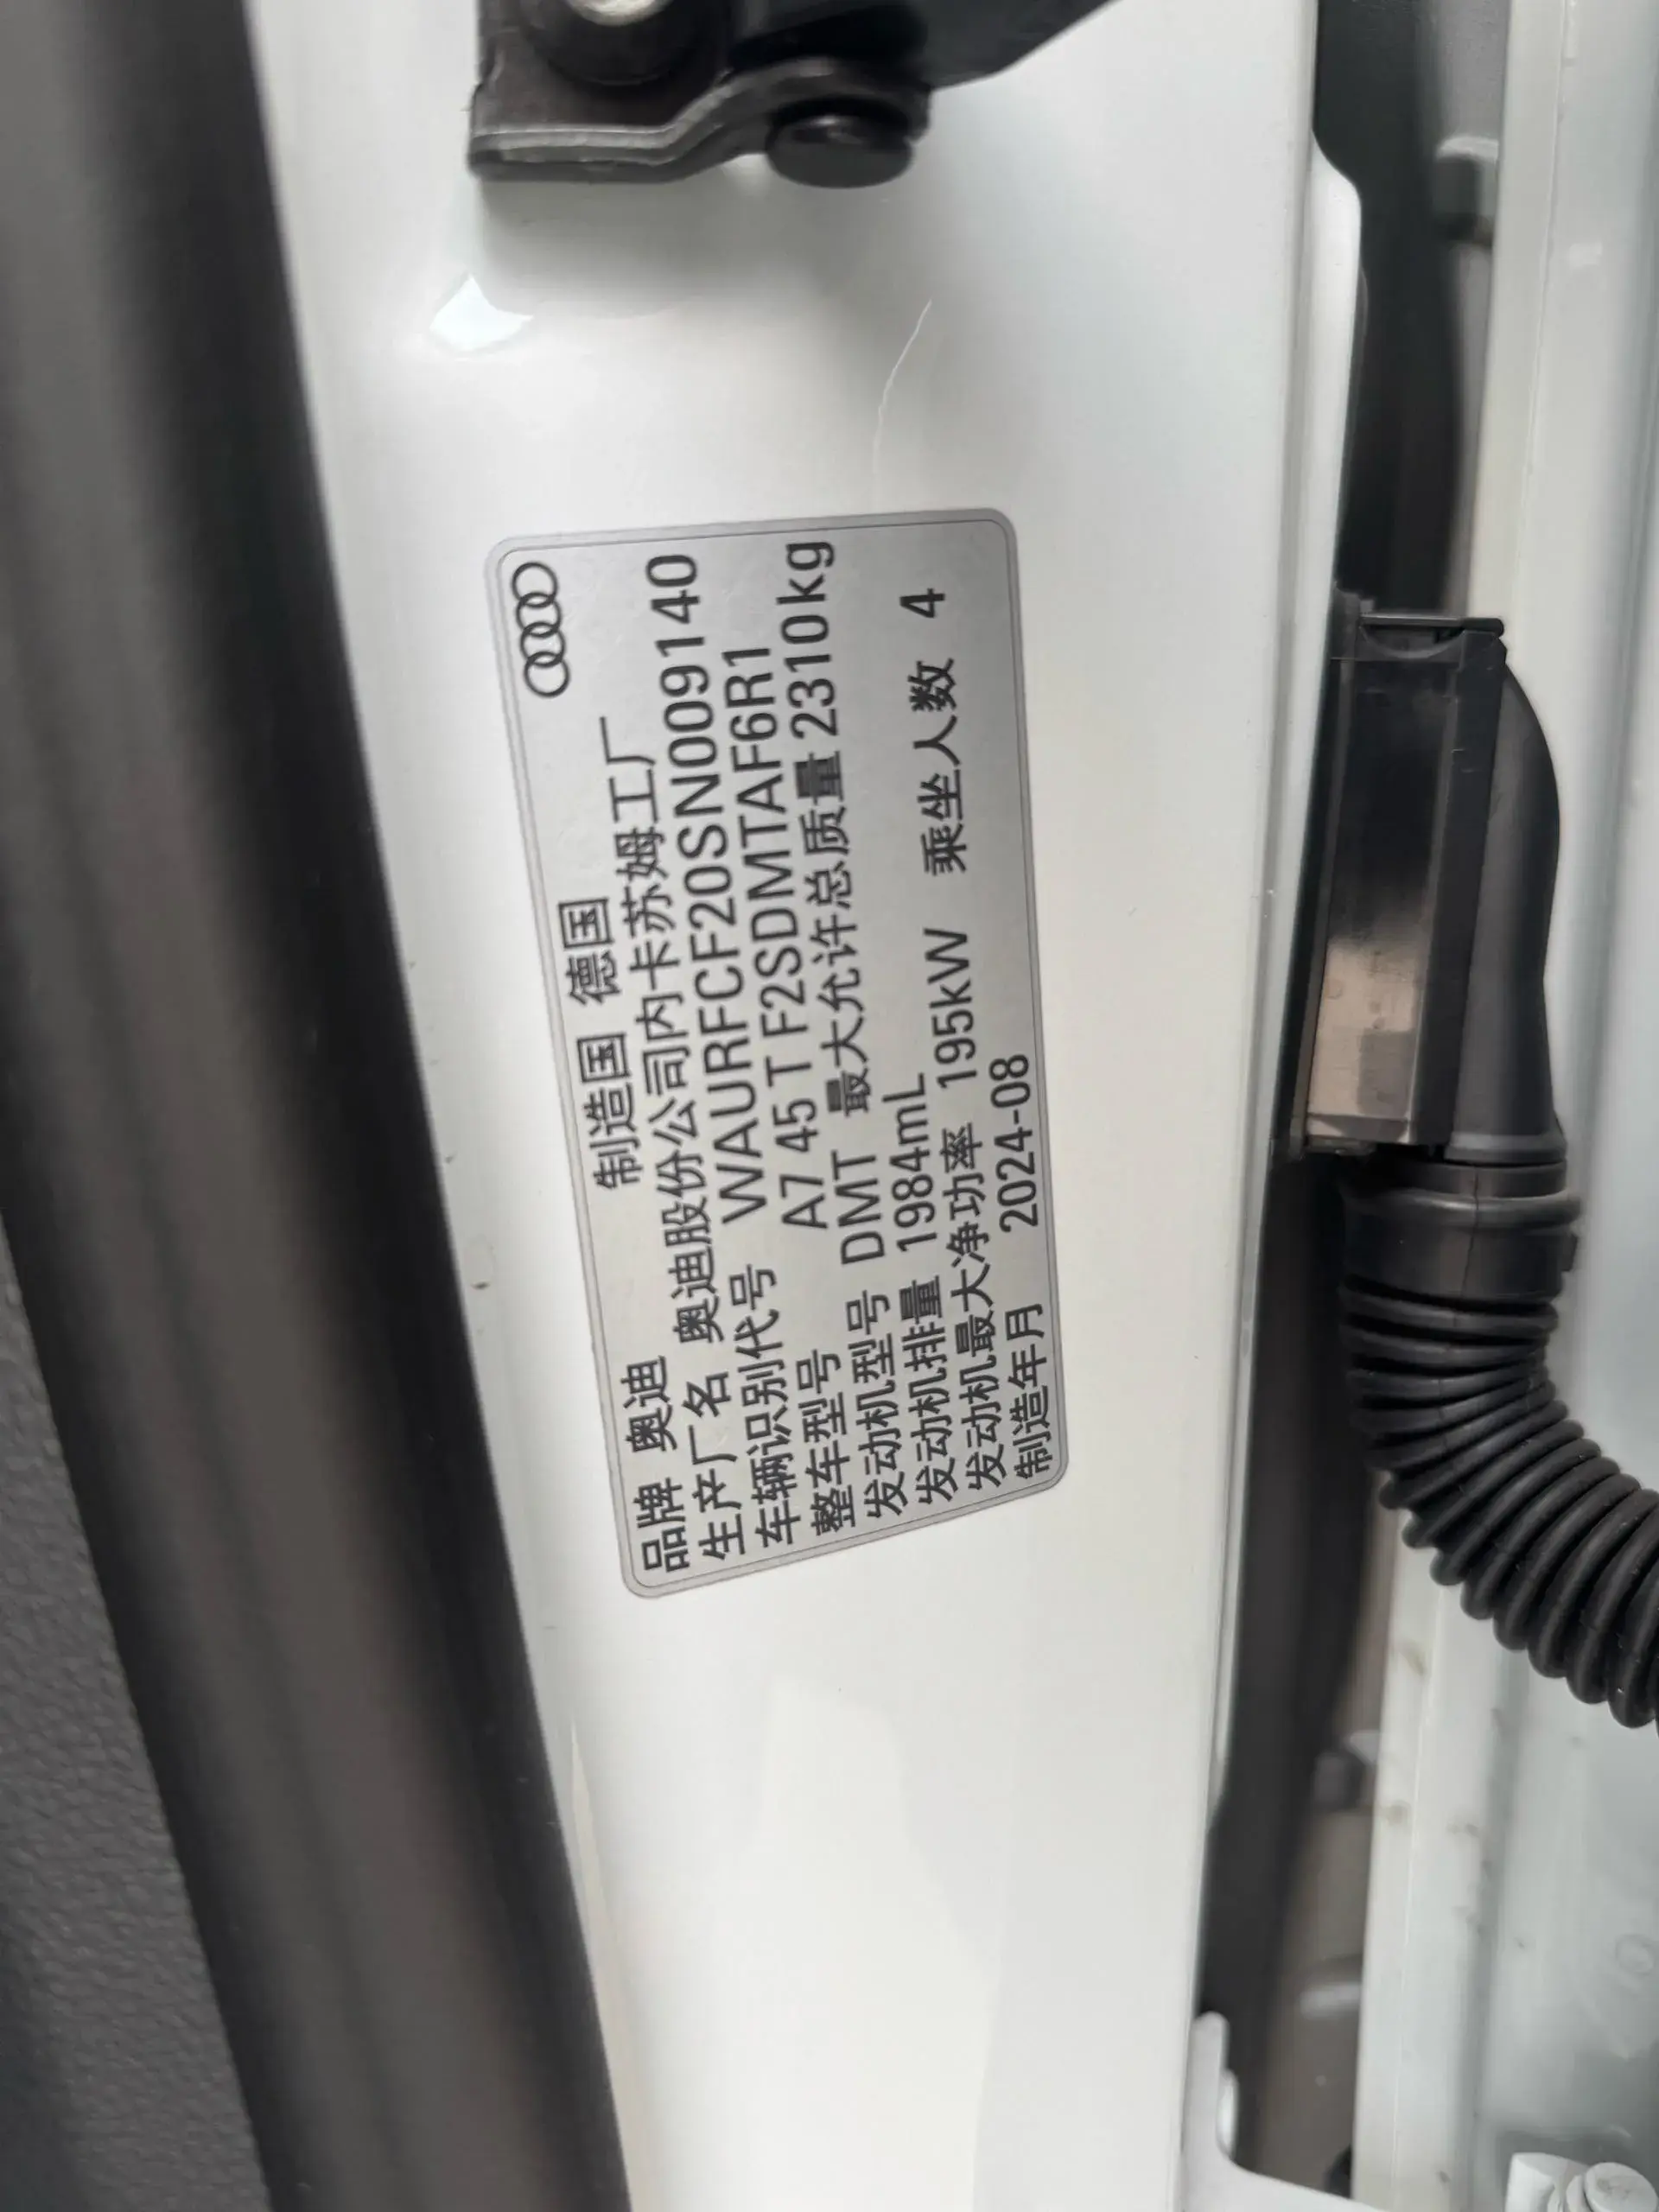 品牌 奥迪 制造国 德国
生产厂名 奥迪股份公司内卡苏姆工厂
车辆识别代号 WAURFCF20SN009140
整车型号 A7 45 T F2SDMTAF6R1
发动机型号 DMT 最大允许总质量 2310kg
发动机排量 1984mL
发动机最大净功率 195kW 乘坐人数 4
制造年月 2024-08